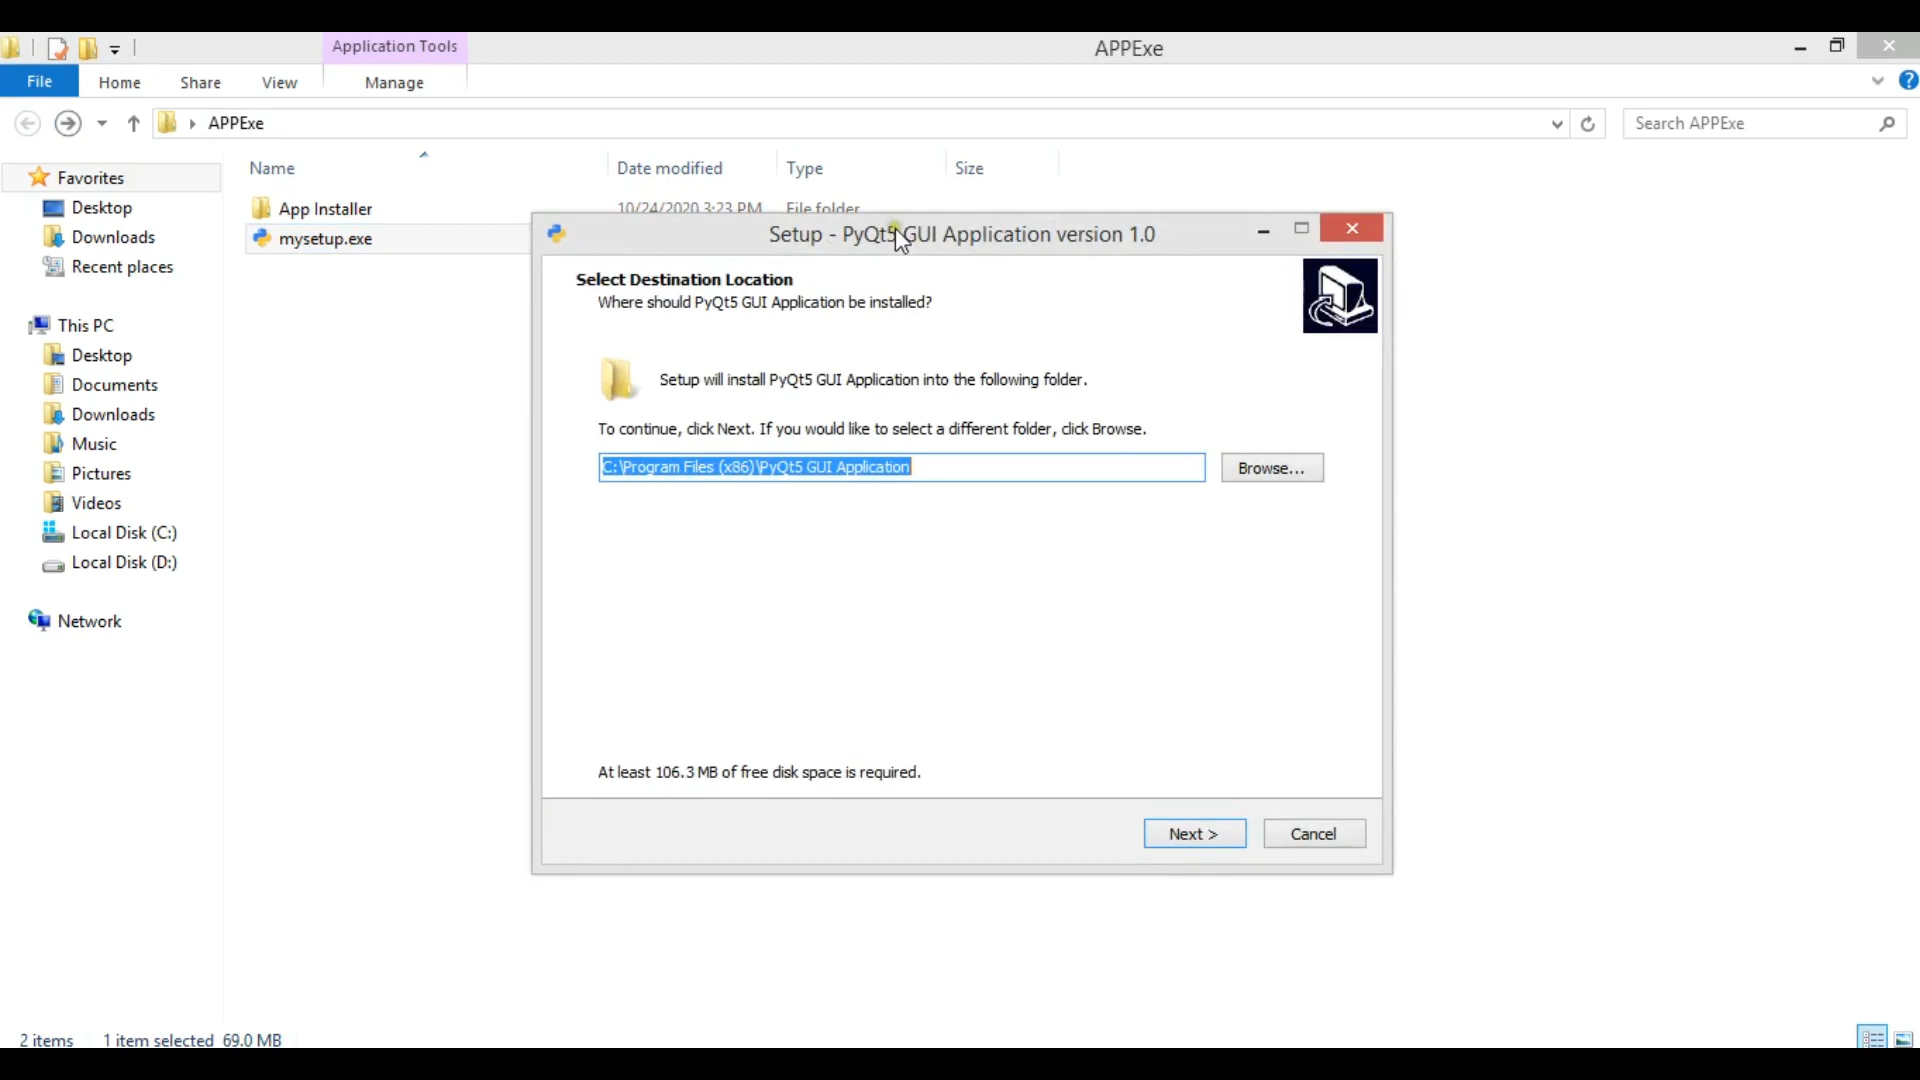 Application Tools
APPExe
File
Home
Share
View
Manage
APPExe
Search APPExe
Name
Date modified
Type
Size
Favorites
Desktop
Downloads
Recent places
This PC
Desktop
Documents
Downloads
Music
Pictures
Videos
Local Disk (C:)
Local Disk (D:)
Network
App Installer
10/24/2020 3:23 PM
File folder
mysetup.exe
Setup - PyQt5 GUI Application version 1.0
Select Destination Location
Where should PyQt5 GUI Application be installed?
Setup will install PyQt5 GUI Application into the following folder.
To continue, click Next. If you would like to select a different folder, click Browse.
C:\Program Files (x86)\PyQt5 GUI Application
Browse...
At least 106.3 MB of free disk space is required.
Next >
Cancel
2 items
1 item selected 69.0 MB